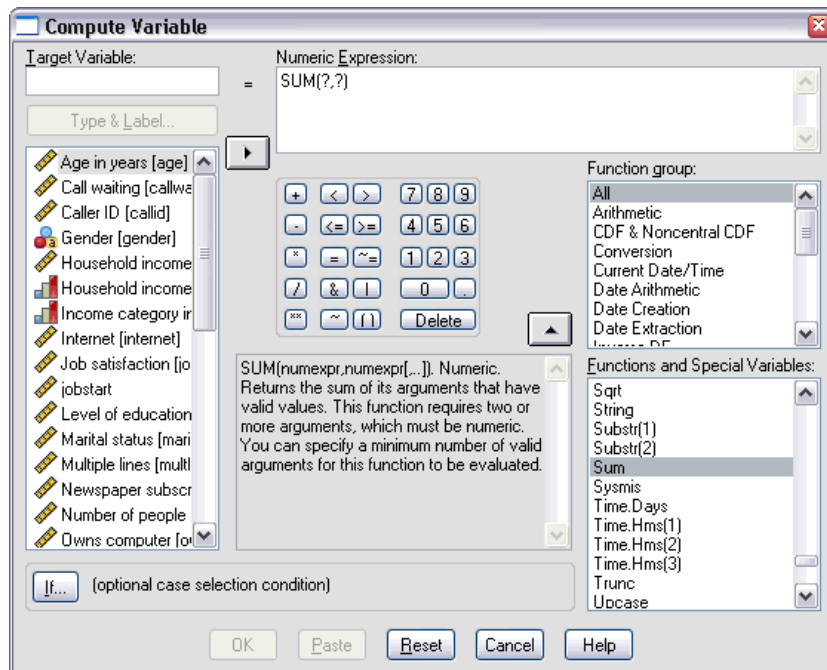 Compute Variable
Target Variable:
Numeric Expression:
=
SUM(?,?)
Type & Label...
Age in years [age]
Call waiting [callwa
Caller ID [callid]
Gender [gender]
Household income
Household income
Income category in
Internet [internet]
Job satisfaction [jo
jobstart
Level of education
Marital status [mari
Multiple lines [multl
Newspaper subscr
Number of people
Owns computer [o
+ < > 7 8 9
- <= >= 4 5 6
* = ~= 1 2 3
/ & | 0 .
** ~ ( ) Delete
Function group:
All
Arithmetic
CDF & Noncentral CDF
Conversion
Current Date/Time
Date Arithmetic
Date Creation
Date Extraction
Inverse DF
SUM(numexpr,numexpr[,..]). Numeric.
Returns the sum of its arguments that have
valid values. This function requires two or
more arguments, which must be numeric.
You can specify a minimum number of valid
arguments for this function to be evaluated.
Functions and Special Variables:
Sqrt
String
Substr(1)
Substr(2)
Sum
Sysmis
Time.Days
Time.Hms(1)
Time.Hms(2)
Time.Hms(3)
Trunc
Upcase
If... (optional case selection condition)
OK Paste Reset Cancel Help